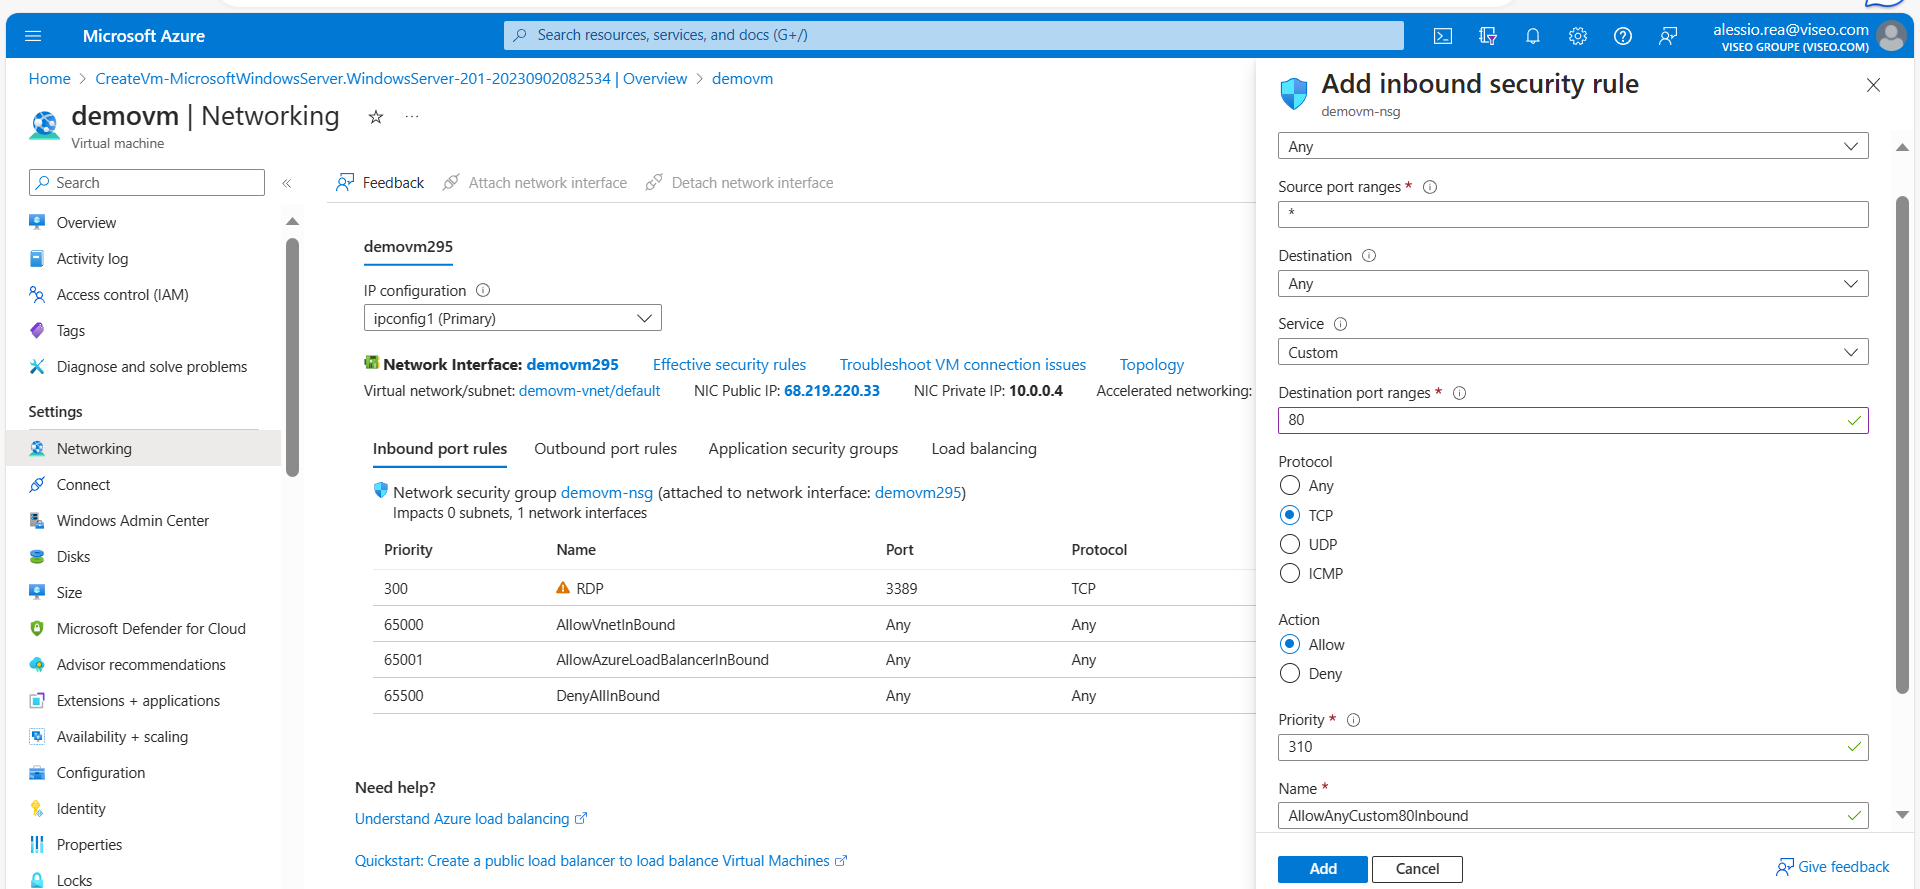 Microsoft Azure
Search resources, services, and docs (G+/)
alessio.rea@viseo.com
VISEO GROUPE (VISEO.COM)
Home > CreateVm-MicrosoftWindowsServer.WindowsServer-201-20230902082534 | Overview > demovm
demovm | Networking
Virtual machine
Search
Overview
Activity log
Access control (IAM)
Tags
Diagnose and solve problems
Settings
Networking
Connect
Windows Admin Center
Disks
Size
Microsoft Defender for Cloud
Advisor recommendations
Extensions + applications
Availability + scaling
Configuration
Identity
Properties
Locks
Feedback Attach network interface Detach network interface
demovm295
IP configuration
ipconfig1 (Primary)
Network Interface: demovm295 Effective security rules Troubleshoot VM connection issues Topology
Virtual network/subnet: demovm-vnet/default NIC Public IP: 68.219.220.33 NIC Private IP: 10.0.0.4 Accelerated networking:
Inbound port rules Outbound port rules Application security groups Load balancing
Network security group demovm-nsg (attached to network interface: demovm295)
Impacts 0 subnets, 1 network interfaces
Priority Name Port Protocol
300 RDP 3389 TCP
65000 AllowVnetInBound Any Any
65001 AllowAzureLoadBalancerInBound Any Any
65500 DenyAllInBound Any Any
Need help?
Understand Azure load balancing
Quickstart: Create a public load balancer to load balance Virtual Machines
Add inbound security rule
demovm-nsg
Any
Source port ranges *
*
Destination
Any
Service
Custom
Destination port ranges *
80
Protocol
Any
TCP
UDP
ICMP
Action
Allow
Deny
Priority *
310
Name *
AllowAnyCustom80Inbound
Add Cancel Give feedback